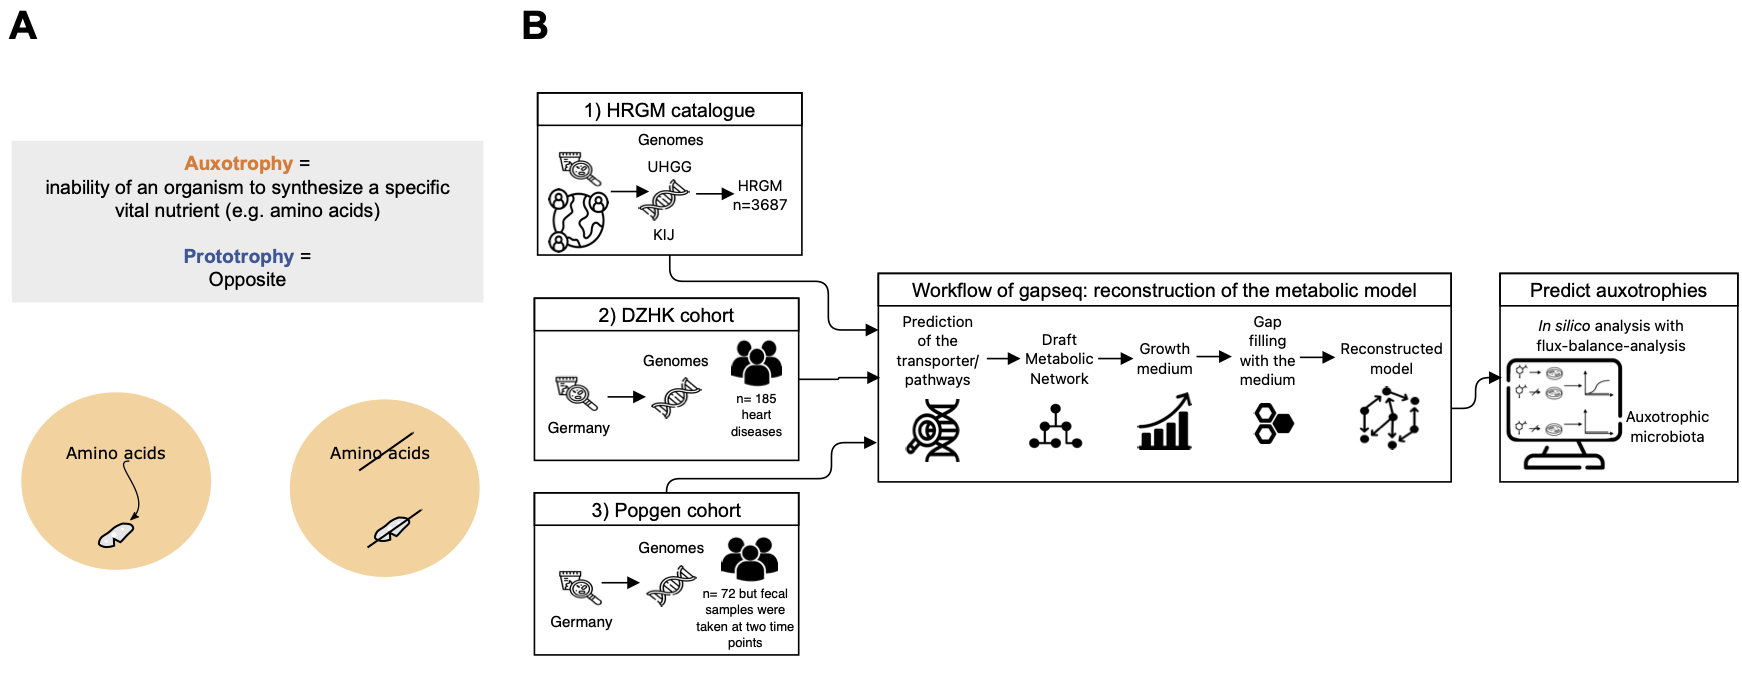 A
Auxotrophy =
inability of an organism to synthesize a specific
vital nutrient (e.g. amino acids)
Prototrophy =
Opposite
Amino acids
Amino acids
B
1) HRGM catalogue
Genomes
UHGG
HRGM
n=3687
KIJ
2) DZHK cohort
Genomes
Germany
n= 185
heart
diseases
3) Popgen cohort
Genomes
Germany
n= 72 but fecal
samples were
taken at two time
points
Workflow of gapseq: reconstruction of the metabolic model
Prediction
of the
transporter/
pathways
Draft
Metabolic
Network
Growth
medium
Gap
filling
with the
medium
Reconstructed
model
Predict auxotrophies
In silico analysis with
flux-balance-analysis
Auxotrophic
microbiota